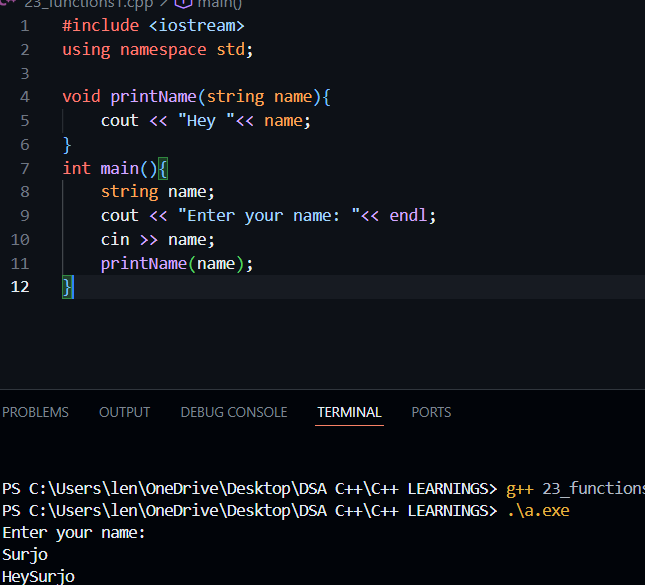 23_functions1.cpp > main()
1 #include <iostream>
2 using namespace std;
3
4 void printName(string name){
5 cout << "Hey "<< name;
6 }
7 int main(){
8 string name;
9 cout << "Enter your name: "<< endl;
10 cin >> name;
11 printName(name);
12 }
PROBLEMS OUTPUT DEBUG CONSOLE TERMINAL PORTS
PS C:\Users\len\OneDrive\Desktop\DSA C++\C++ LEARNINGS> g++ 23_functions
PS C:\Users\len\OneDrive\Desktop\DSA C++\C++ LEARNINGS> .\a.exe
Enter your name:
Surjo
HeySurjo